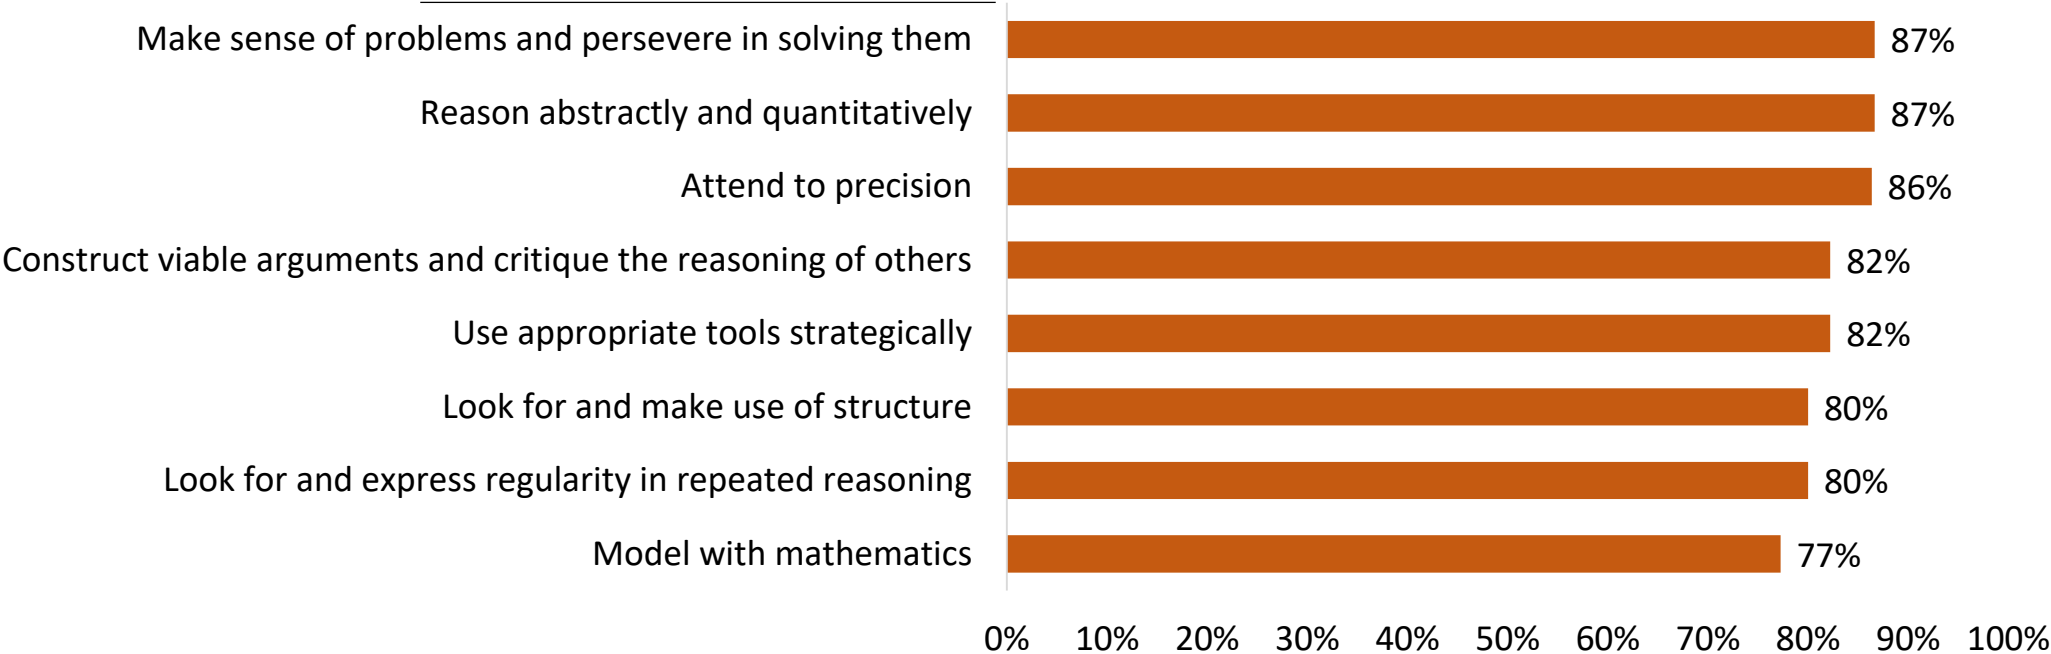 Make sense of problems and persevere in solving them 87%
Reason abstractly and quantitatively 87%
Attend to precision 86%
Construct viable arguments and critique the reasoning of others 82%
Use appropriate tools strategically 82%
Look for and make use of structure 80%
Look for and express regularity in repeated reasoning 80%
Model with mathematics 77%
0% 10% 20% 30% 40% 50% 60% 70% 80% 90% 100%